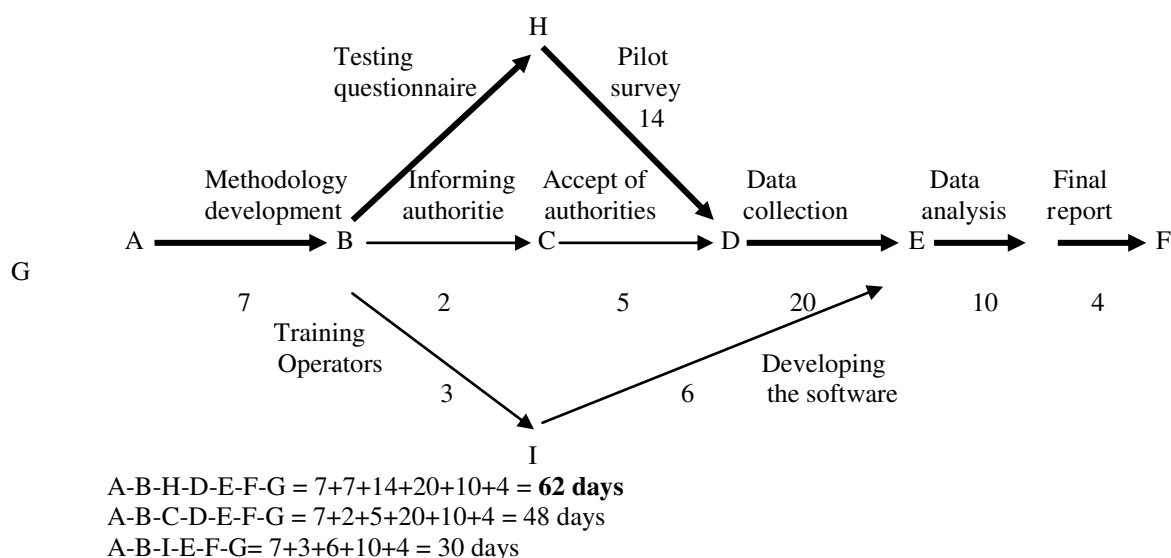 H
Testing
questionnaire
Pilot
survey
14
Methodology
development
Informing
authoritie
Accept of
authorities
Data
collection
Data
analysis
Final
report
A B C D E F
G
7 2 5 20 10 4
Training
Operators
3
6
Developing
the software
I
A-B-H-D-E-F-G = 7+7+14+20+10+4 = 62 days
A-B-C-D-E-F-G = 7+2+5+20+10+4 = 48 days
A-B-I-E-F-G= 7+3+6+10+4 = 30 days